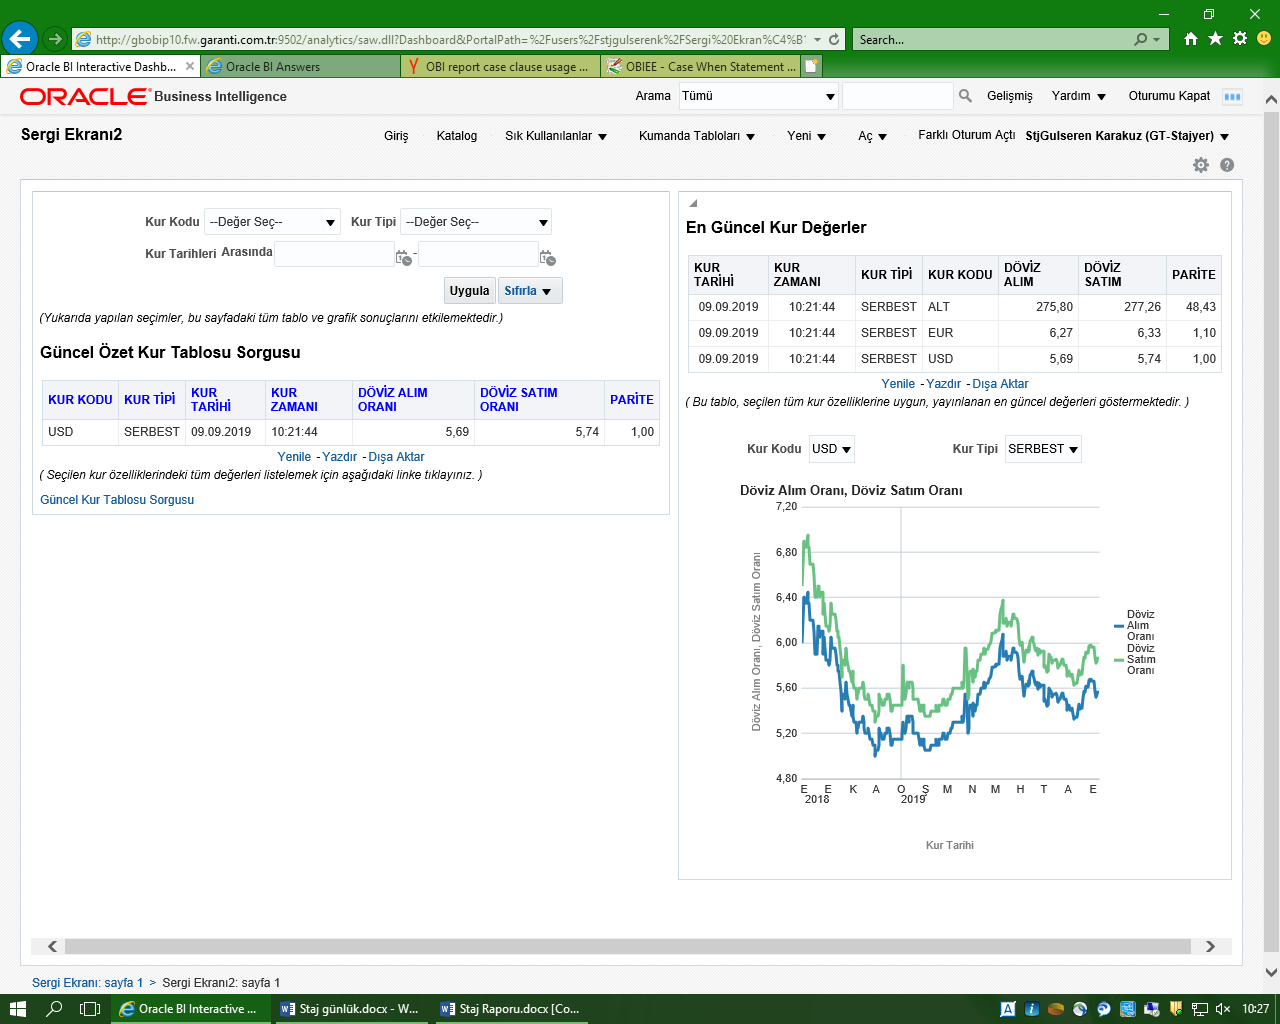 http://gbobip10.fw.garanti.com.tr:9502/analytics/saw.dll?Dashboard&PortalPath=%2Fusers%2Fstjgulserenk%2FSergi%20Ekran%C4%B1
Search...
Oracle BI Interactive Dashb...
Oracle BI Answers
OBI report case clause usage ...
OBIEE - Case When Statement ...
ORACLE Business Intelligence
Arama Tümü
Gelişmiş Yardım Oturumu Kapat
Sergi Ekranı2
Giriş Katalog Sık Kullanılanlar Kumanda Tabloları Yeni Aç Farklı Oturum Açtı StjGulseren Karakuz (GT-Stajyer)
Kur Kodu --Değer Seç-- Kur Tipi --Değer Seç--
Kur Tarihleri Arasında -
Uygula Sıfırla
(Yukarıda yapılan seçimler, bu sayfadaki tüm tablo ve grafik sonuçlarını etkilemektedir.)
Güncel Özet Kur Tablosu Sorgusu
KUR KODU KUR TİPİ KUR TARİHİ KUR ZAMANI DÖVİZ ALIM ORANI DÖVİZ SATIM ORANI PARİTE
USD SERBEST 09.09.2019 10:21:44 5,69 5,74 1,00
Yenile - Yazdır - Dışa Aktar
( Seçilen kur özelliklerindeki tüm değerleri listelemek için aşağıdaki linke tıklayınız. )
Güncel Kur Tablosu Sorgusu
En Güncel Kur Değerler
KUR TARİHİ KUR ZAMANI KUR TİPİ KUR KODU DÖVİZ ALIM DÖVİZ SATIM PARİTE
09.09.2019 10:21:44 SERBEST ALT 275,80 277,26 48,43
09.09.2019 10:21:44 SERBEST EUR 6,27 6,33 1,10
09.09.2019 10:21:44 SERBEST USD 5,69 5,74 1,00
Yenile - Yazdır - Dışa Aktar
( Bu tablo, seçilen tüm kur özelliklerine uygun, yayınlanan en güncel değerleri göstermektedir. )
Kur Kodu USD Kur Tipi SERBEST
Döviz Alım Oranı, Döviz Satım Oranı
Döviz Alım Oranı, Döviz Satım Oranı
7,20
6,80
6,40
6,00
5,60
5,20
4,80
E E K A O Ş M N M H T A E
2018 2019
Kur Tarihi
Döviz
Alım
Oranı
Döviz
Satım
Oranı
Sergi Ekranı: sayfa 1 > Sergi Ekranı2: sayfa 1
Oracle BI Interactive ...
Staj günlük.docx - W...
Staj Raporu.docx [Co...
10:27